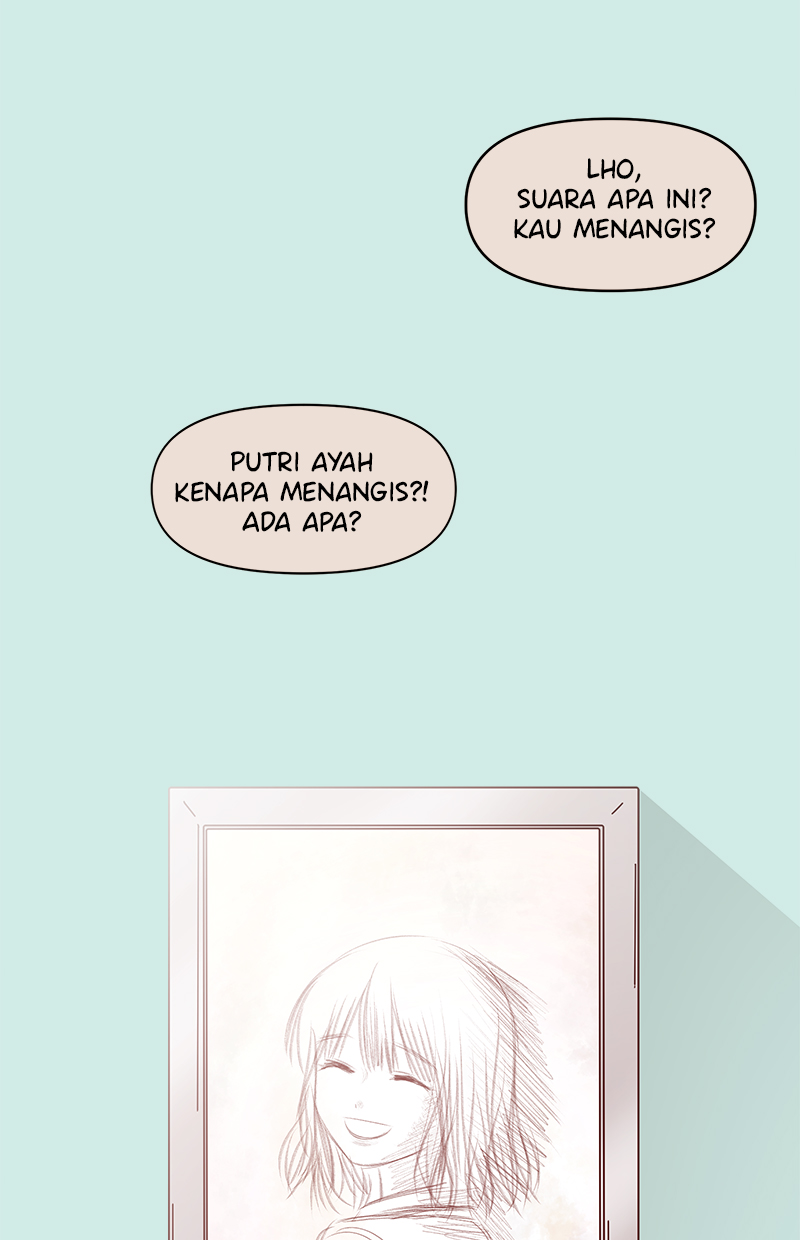 LHO,
SUARA APA INI?
KAU MENANGIS?
PUTRI AYAH
KENAPA MENANGIS?!
ADA APA?